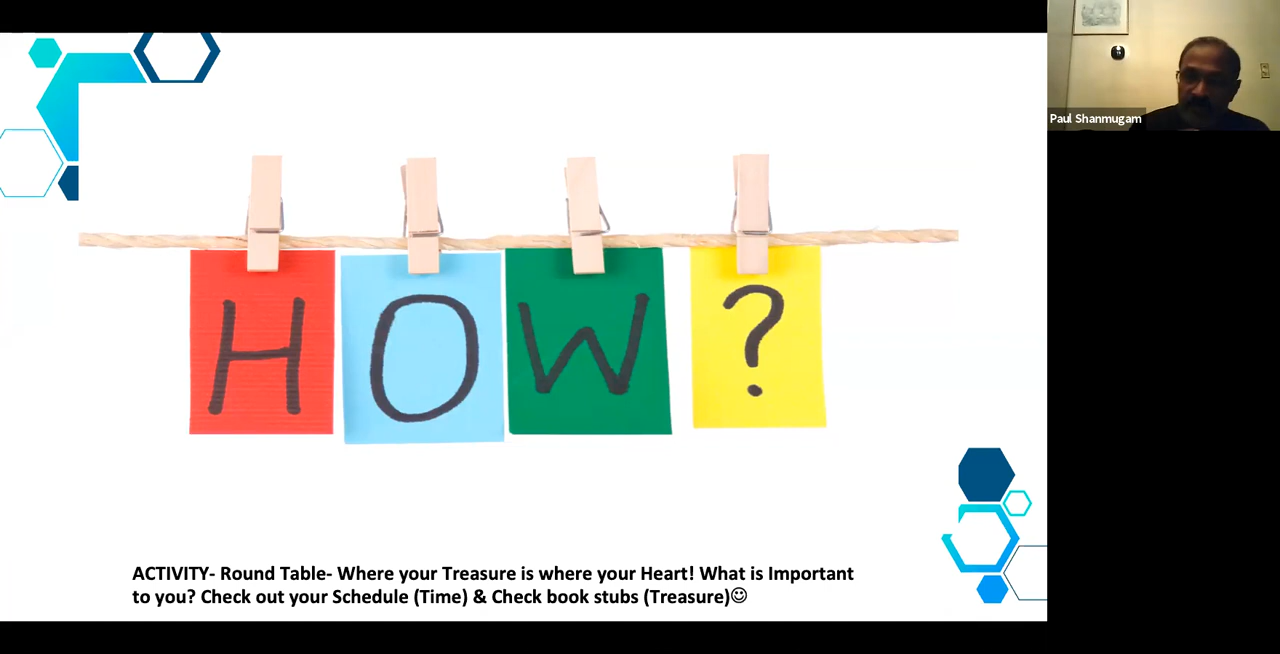 Paul Shanmugam
HOW?
ACTIVITY- Round Table- Where your Treasure is where your Heart! What is Important
to you? Check out your Schedule (Time) & Check book stubs (Treasure)☺